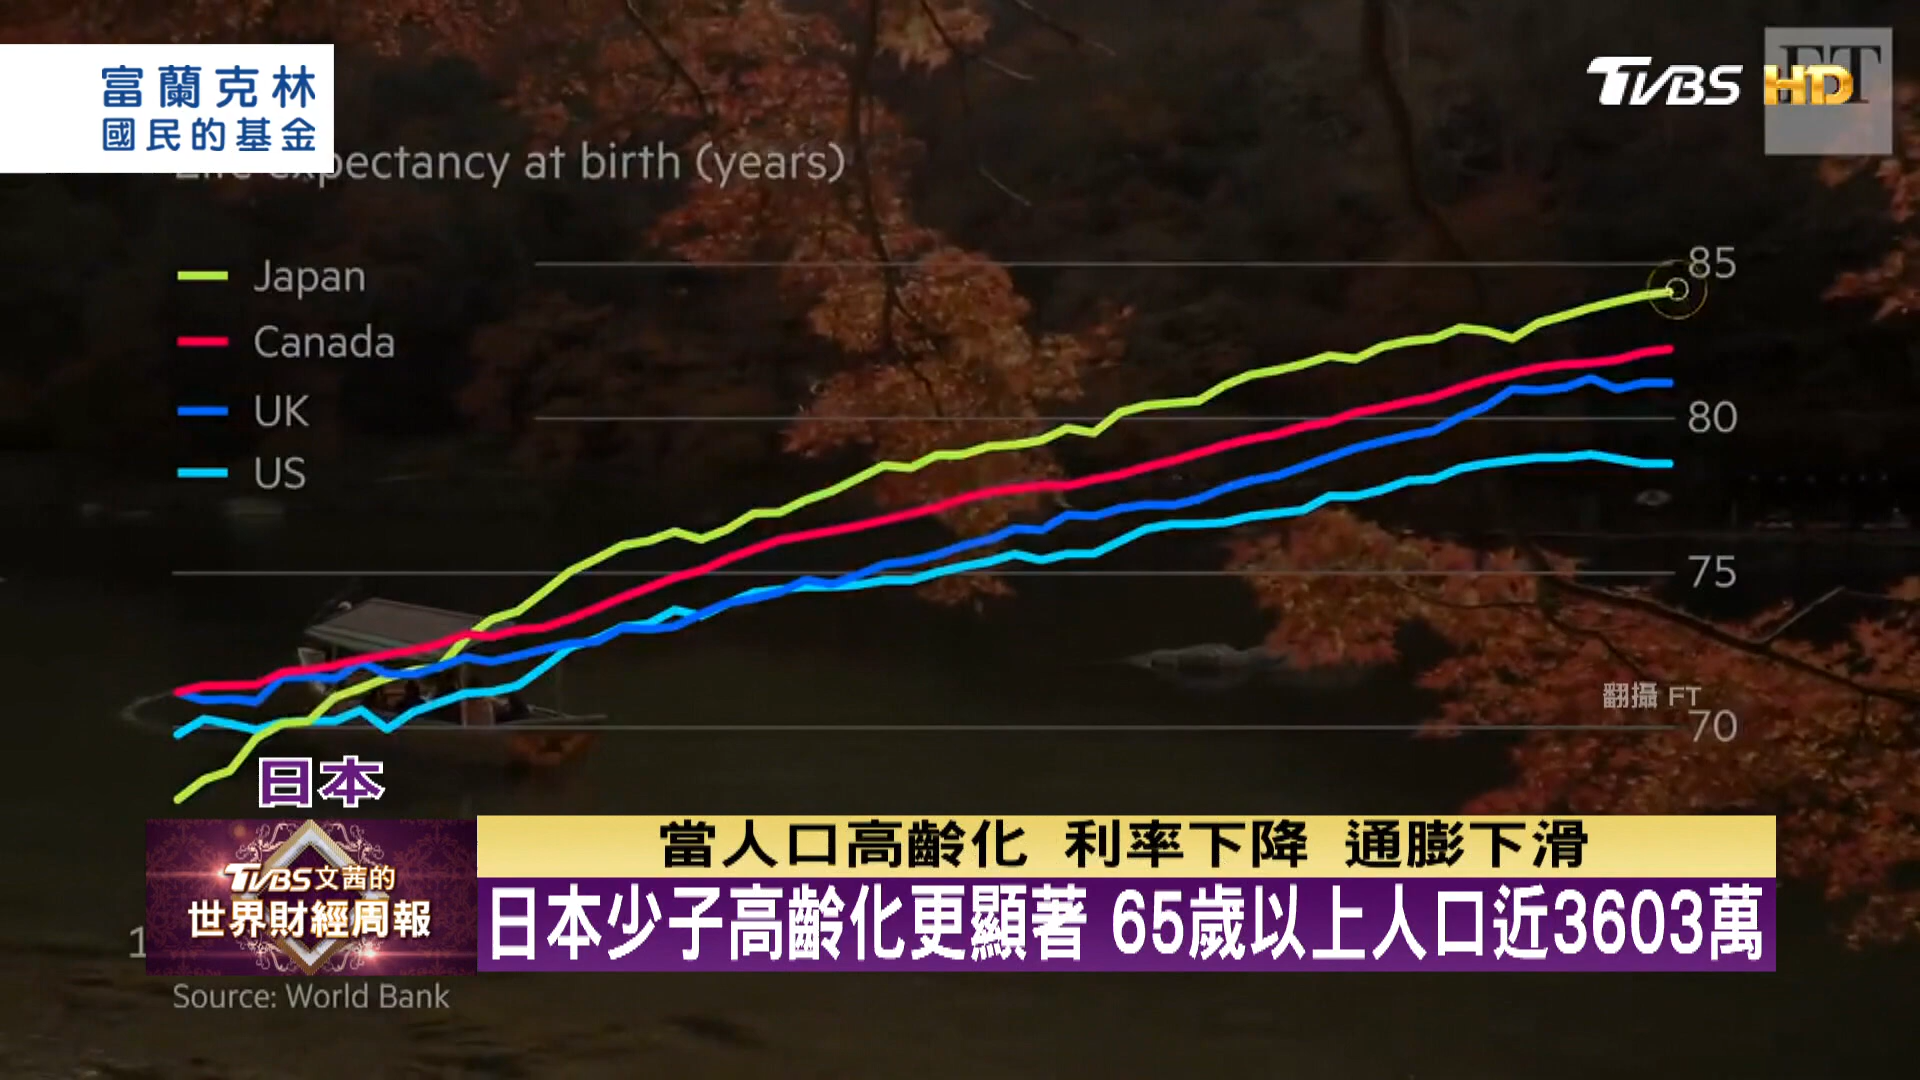 富蘭克林
國民的基金
TVBS HD
FT
Life expectancy at birth (years)
Japan
Canada
UK
US
85
80
75
70
翻攝 FT
日本
當人口高齡化 利率下降 通膨下滑
日本少子高齡化更顯著 65歲以上人口近3603萬
TVBS文茜的
世界財經周報
Source: World Bank